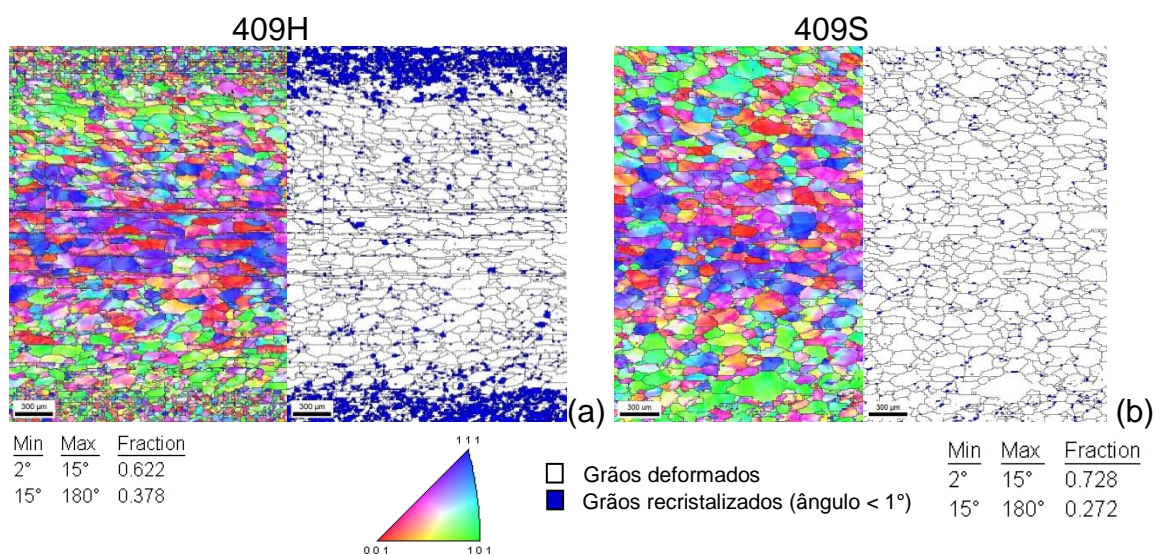 409H
409S
300 µm
300 µm
(a)
300 µm
300 µm
(b)
Min Max Fraction
2° 15° 0.622
15° 180° 0.378
111
001 101
Grãos deformados
Grãos recristalizados (ângulo < 1°)
Min Max Fraction
2° 15° 0.728
15° 180° 0.272